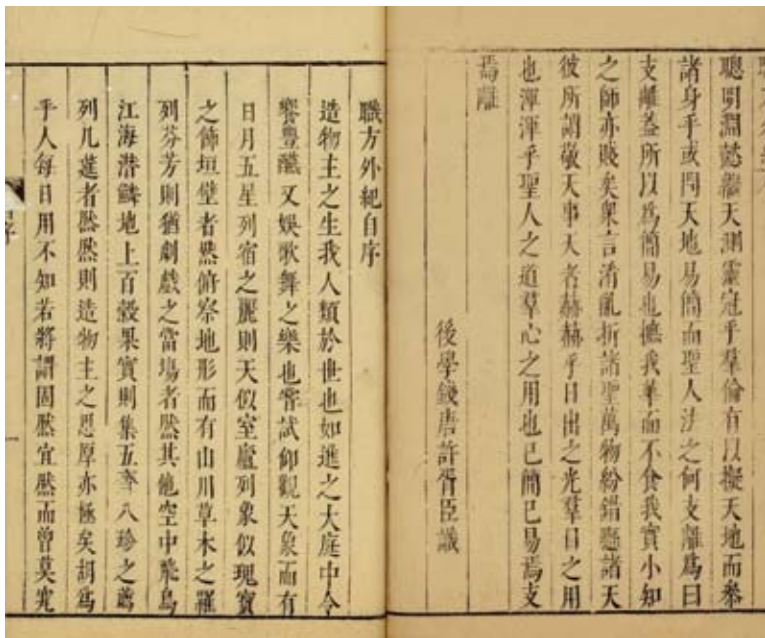 聰明淵懿繼天測靈冠乎羣倫有以擬天地而參
諸身乎或問天地易簡而聖人法之何支離爲曰
支離蓋所以爲簡易也撫我華而不食我實小知
之師亦賤矣衆言淆亂折諸聖萬物紛錯懸諸天
彼所謂敬天事天者赫赫乎日出之光羣目之用
也渾渾乎聖人之道羣心之用也已簡已易焉支
焉離
後學錢唐許胥臣識
職方外紀自序
造物主之生我人類於世也如進之大庭中令
饗豐醼又娛歌舞之樂也嘗試仰觀天象而有
日月五星列宿之麗則天似室廬列象似瑰寶
之飾垣壁者然俯察地形而有山川草木之羅
列芬芳則猶劇戲之當場者然其他空中飛鳥
江海潛鱗地上百穀果實則集五齊八珍之薦
列几筵者然然則造物主之恩厚亦極矣胡爲
乎人每日用不知若將謂固然宜然而曾莫究